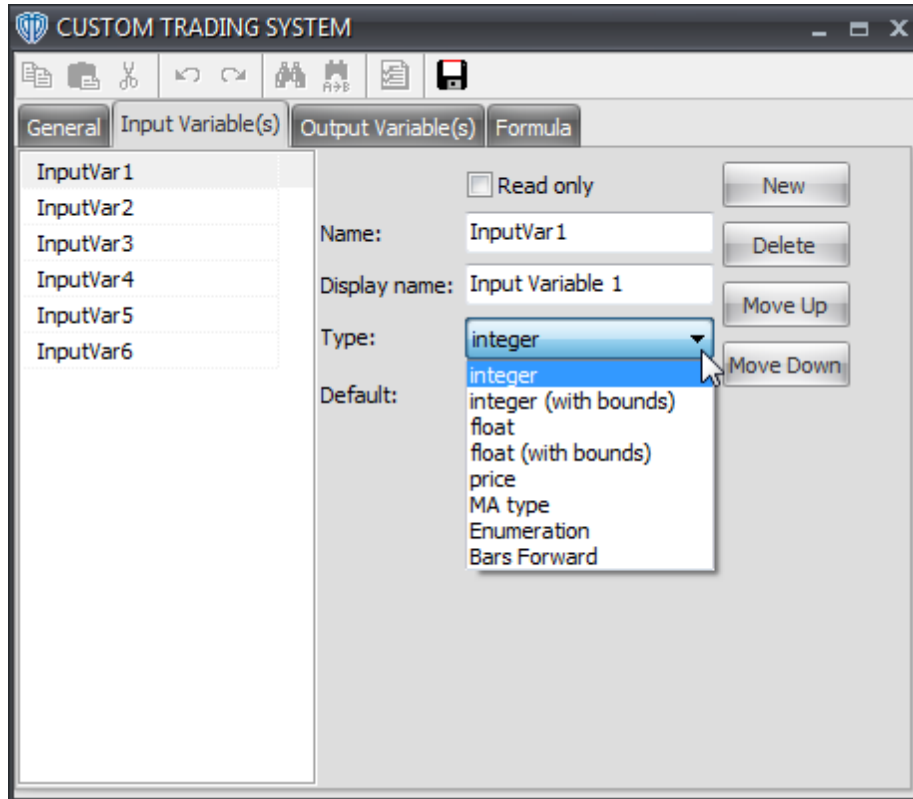 CUSTOM TRADING SYSTEM
A→B
General Input Variable(s) Output Variable(s) Formula
InputVar1
InputVar2
InputVar3
InputVar4
InputVar5
InputVar6
Read only
Name: InputVar1
Display name: Input Variable 1
Type: integer
Default:
integer
integer (with bounds)
float
float (with bounds)
price
MA type
Enumeration
Bars Forward
New
Delete
Move Up
Move Down